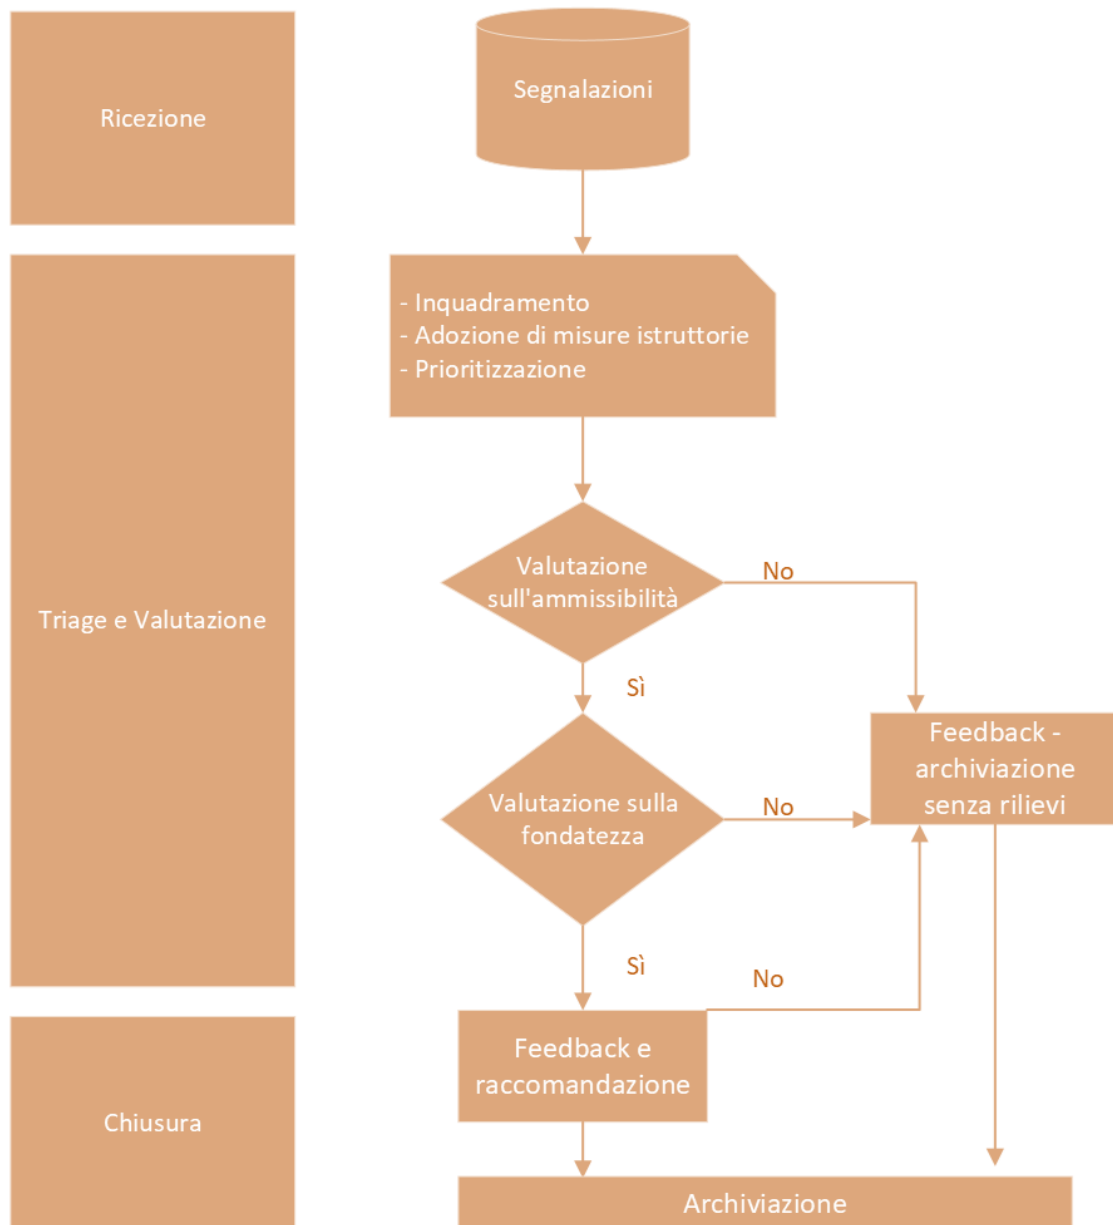 Ricezione
Segnalazioni
- Inquadramento
- Adozione di misure istruttorie
- Prioritizzazione
Triage e Valutazione
Valutazione
sull'ammissibilità
No
Sì
Feedback -
archiviazione
senza rilievi
Valutazione sulla
fondatezza
No
Sì
No
Chiusura
Feedback e
raccomandazione
Archiviazione